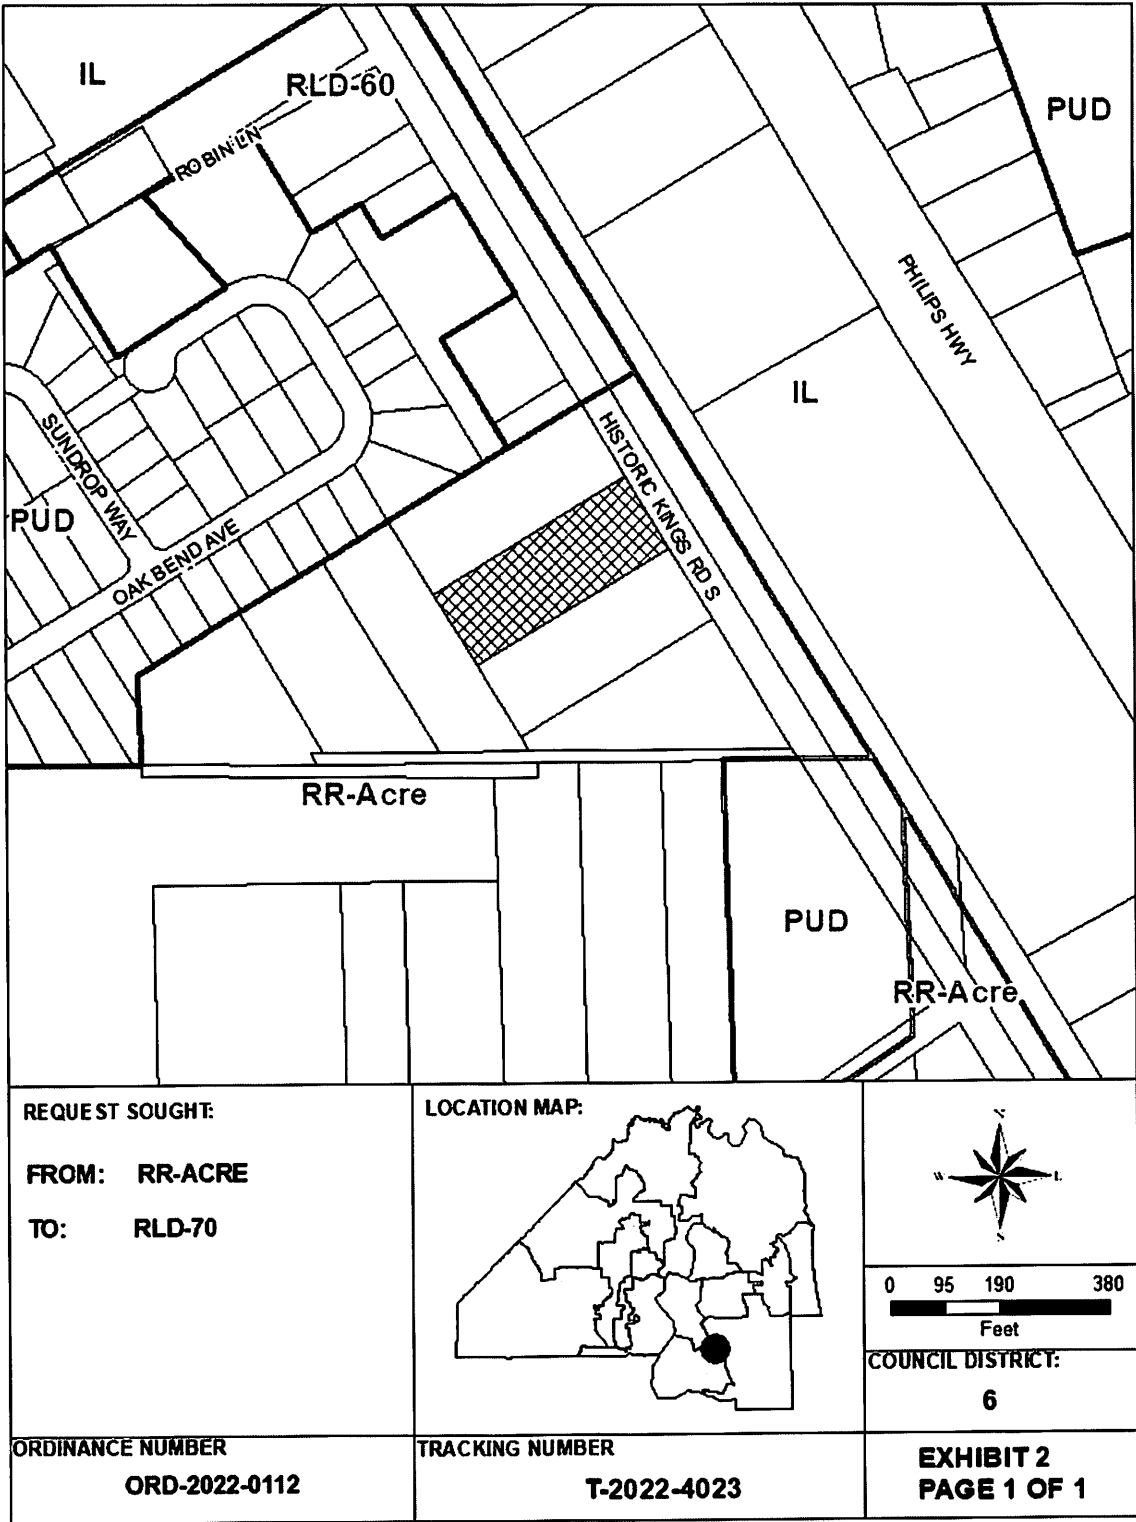 IL
RLD-60
PUD
ROBIN LN
PHILIPS HWY
IL
HISTORIC KINGS RD S
SUNDROP WAY
PUD
OAK BEND AVE
RR-Acre
PUD
RR-Acre
REQUEST SOUGHT:
FROM: RR-ACRE
TO: RLD-70
LOCATION MAP:
N
W
S
0 95 190 380
Feet
COUNCIL DISTRICT:
6
ORDINANCE NUMBER
ORD-2022-0112
TRACKING NUMBER
T-2022-4023
EXHIBIT 2
PAGE 1 OF 1